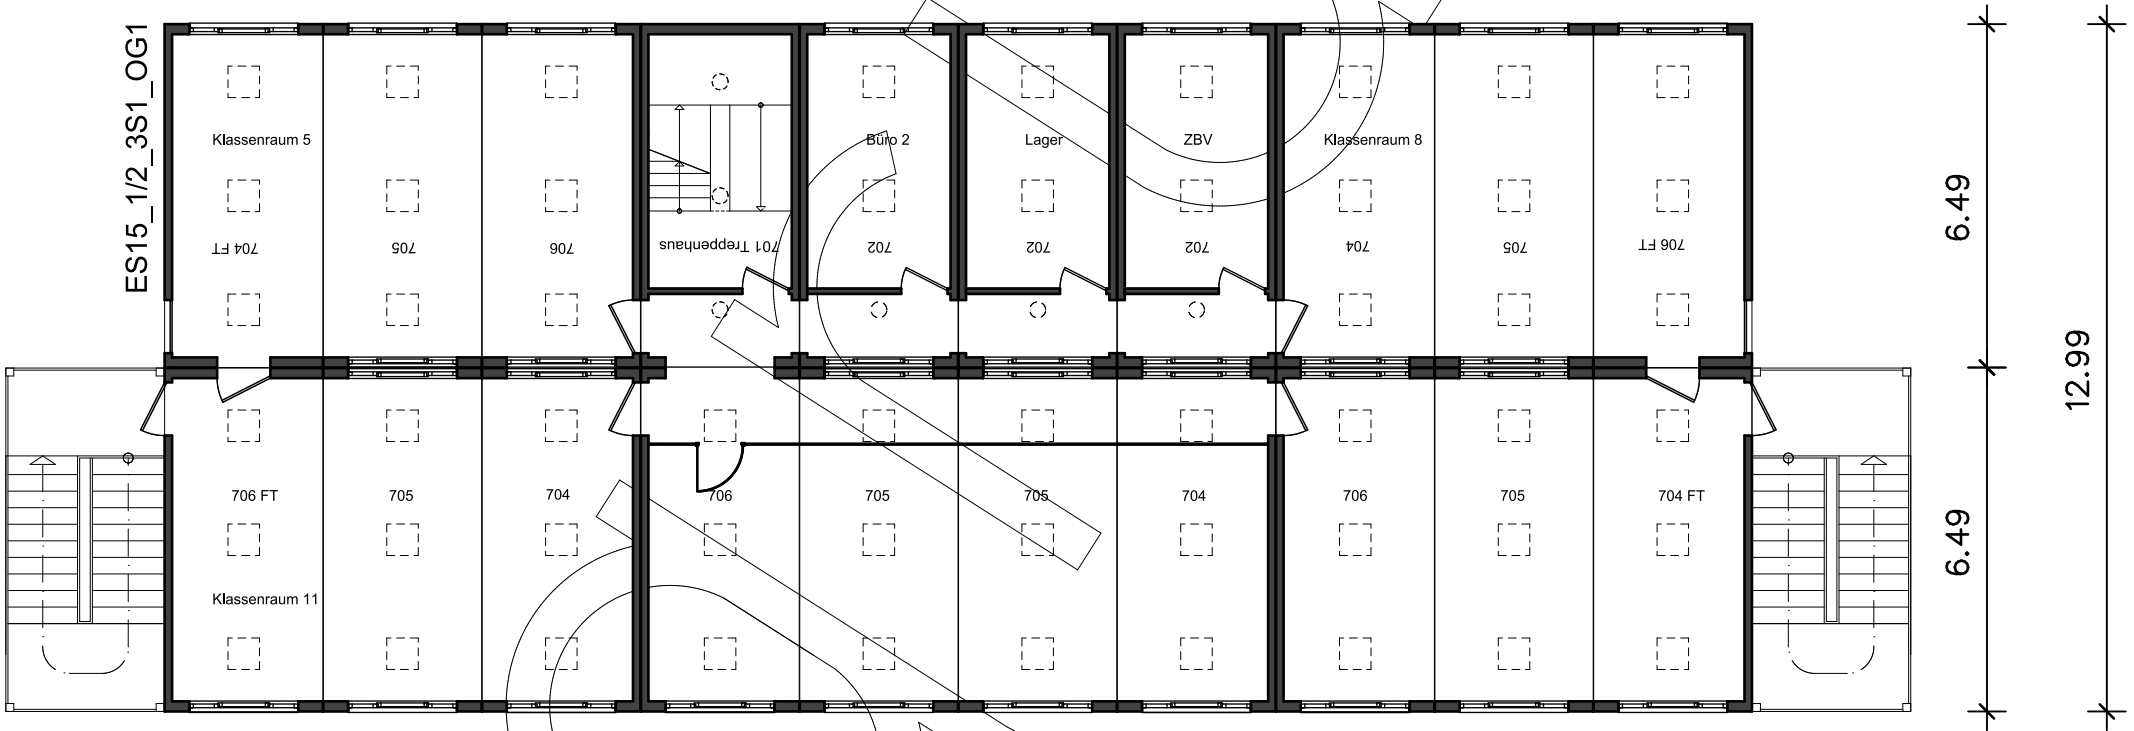 ES15_1/2_3S1_OG1
Klassenraum 5
Büro 2
Lager
ZBV
Klassenraum 8
704 FT
705
706
701 Treppenhaus
702
702
702
704
705
706 FT
706 FT
705
704
706
705
705
704
706
705
704 FT
Klassenraum 11
6.49
6.49
12.99